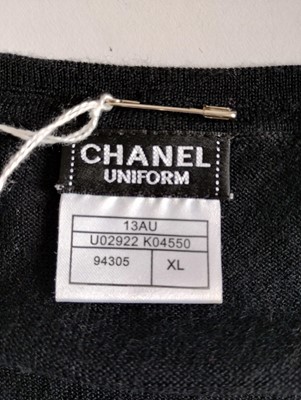 CHANEL
UNIFORM
13AU
U02922 K04550
94305 XL